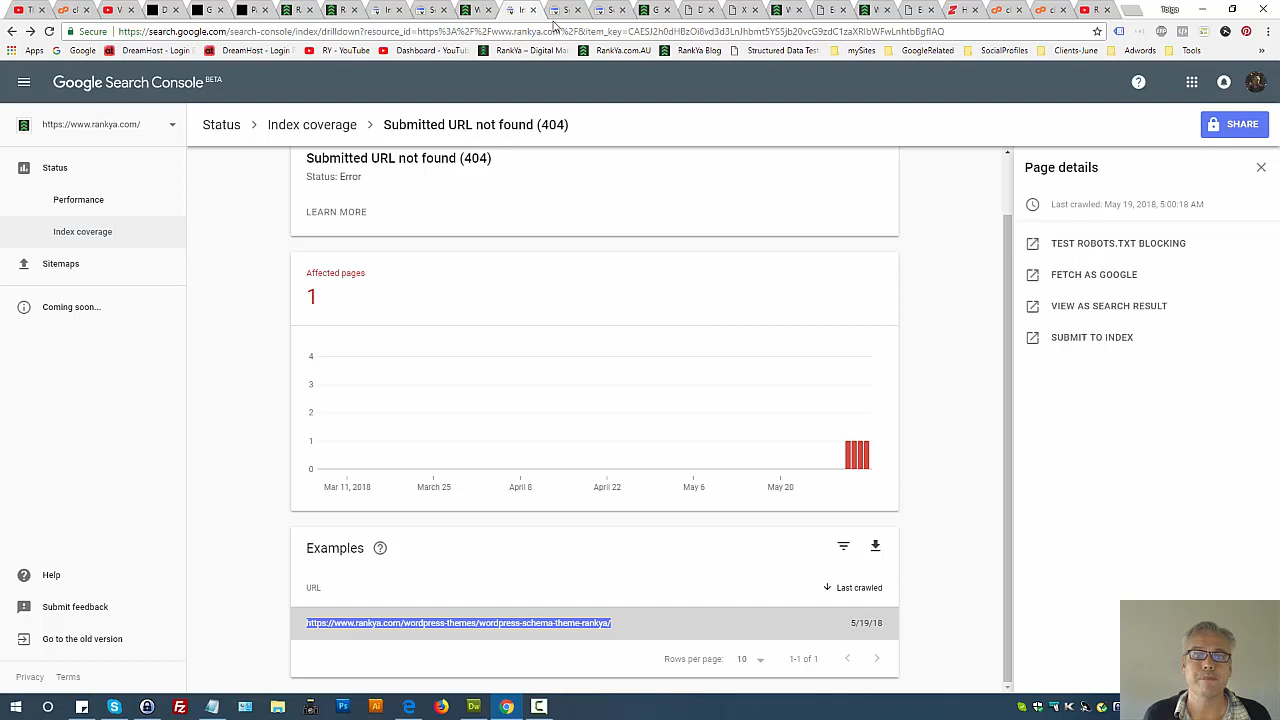 Secure https://search.google.com/search-console/index/drilldown?resource_id=https%3A%2F%2Fwww.rankya.com%2F&item_key=
Apps DreamHost - Login DreamHost › Login RY - YouTube Dashboard - YouTube RankYa – Digital Mar RankYa.com.AU RankYa Blog Structured Data Test mySites GoogleRelated SocialSites Clients June Adwords Tools
Google Search Console BETA
https://www.rankya.com/
Status > Index coverage > Submitted URL not found (404)
SHARE
Status
Performance
Index coverage
Sitemaps
Coming soon...
Help
Submit feedback
Go to the old version
Privacy Terms
Submitted URL not found (404)
Status: Error
LEARN MORE
Affected pages
1
4
3
2
1
0
Mar 11, 2018 March 25 April 8 April 22 May 6 May 20
Examples
URL Last crawled
https://www.rankya.com/wordpress-themes/wordpress-schema-theme-rankya/ 5/19/18
Rows per page: 10 1-1 of 1
Page details
Last crawled: May 19, 2018, 5:00:18 AM
TEST ROBOTS.TXT BLOCKING
FETCH AS GOOGLE
VIEW AS SEARCH RESULT
SUBMIT TO INDEX